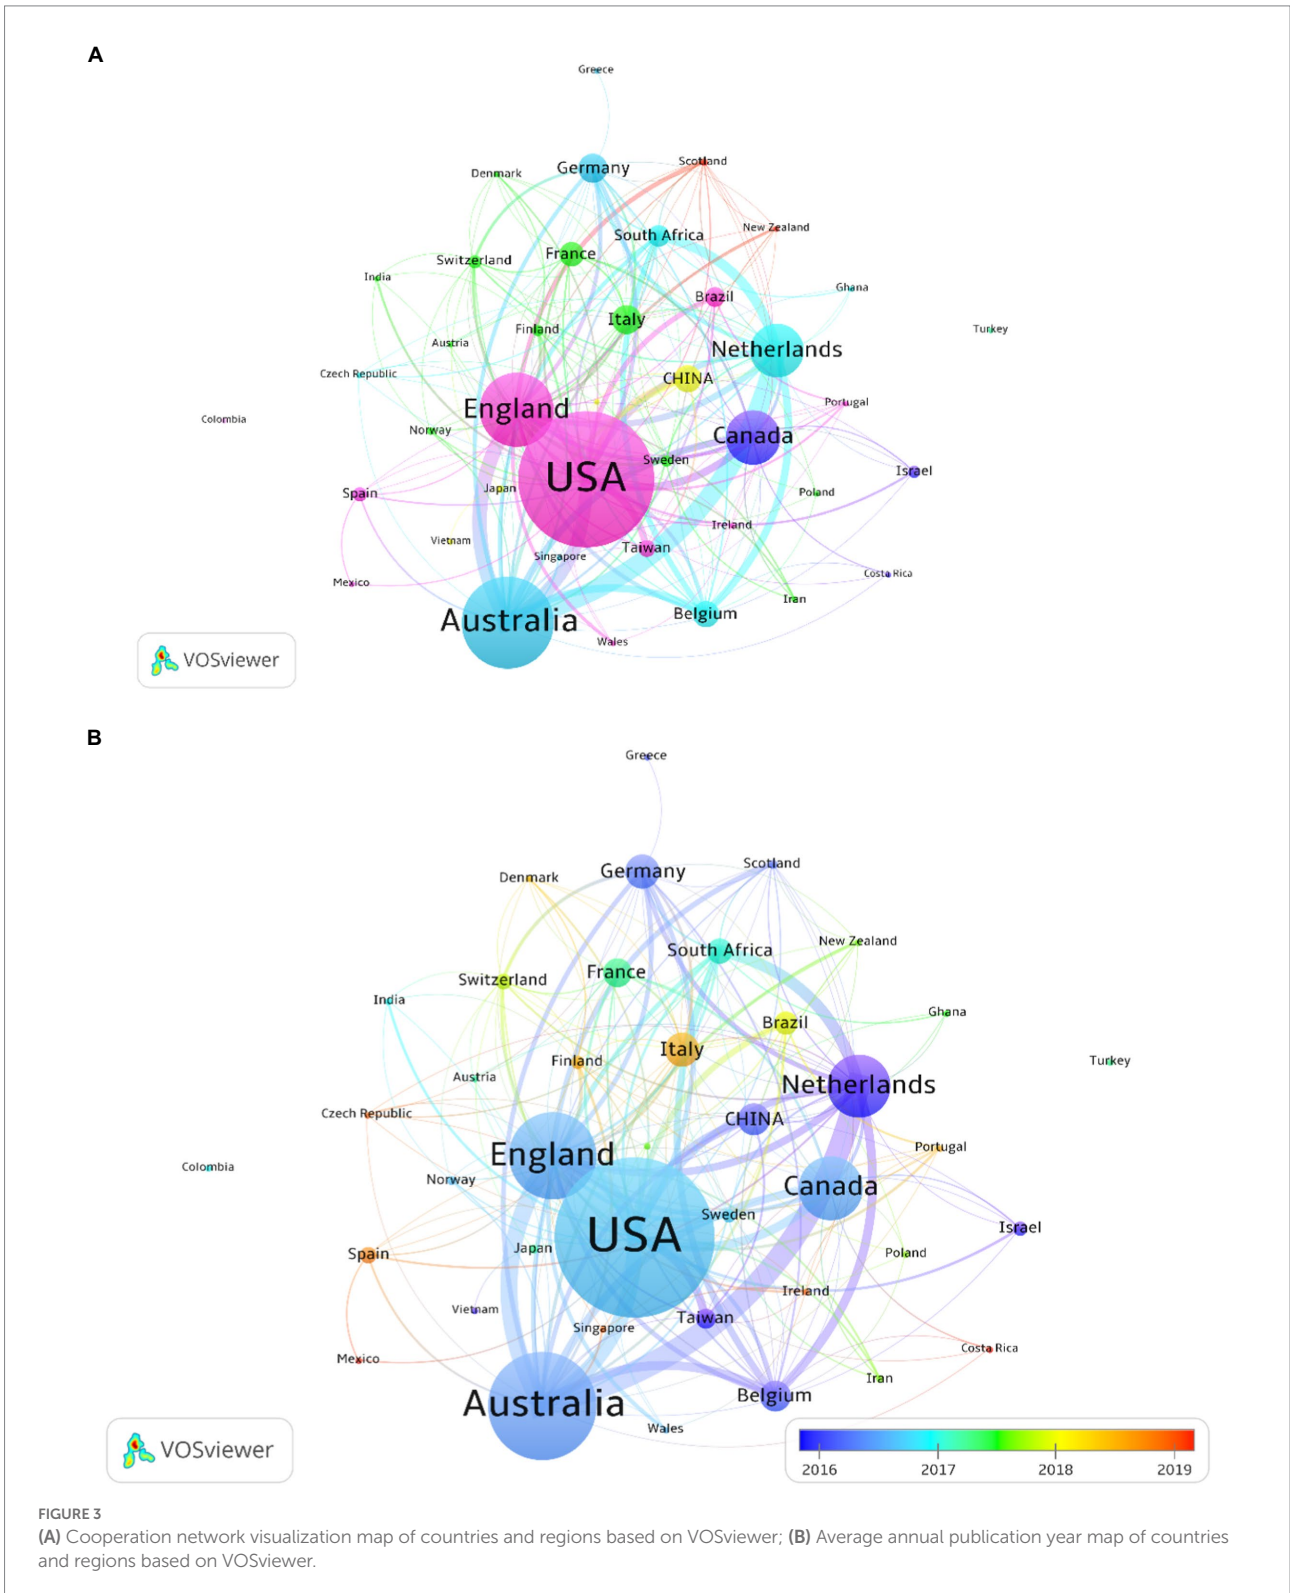 A
Greece
Germany
Scotland
Denmark
New Zealand
South Africa
France
Switzerland
India
Ghana
Brazil
Italy
Finland
Turkey
Austria
Netherlands
Czech Republic
CHINA
Portugal
England
Colombia
Norway
Canada
Sweden
Israel
USA
Japan
Spain
Poland
Ireland
Vietnam
Taiwan
Singapore
Costa Rica
Mexico
Iran
Belgium
Australia
Wales
VOSviewer
B
Greece
Scotland
Germany
Denmark
New Zealand
South Africa
France
Switzerland
India
Ghana
Brazil
Italy
Finland
Turkey
Austria
Netherlands
Czech Republic
CHINA
Portugal
England
Colombia
Norway
Canada
Sweden
Israel
USA
Japan
Spain
Poland
Ireland
Vietnam
Taiwan
Singapore
Costa Rica
Mexico
Iran
Belgium
Australia
Wales
VOSviewer
2016 2017 2018 2019
FIGURE 3
(A) Cooperation network visualization map of countries and regions based on VOSviewer; (B) Average annual publication year map of countries
and regions based on VOSviewer.